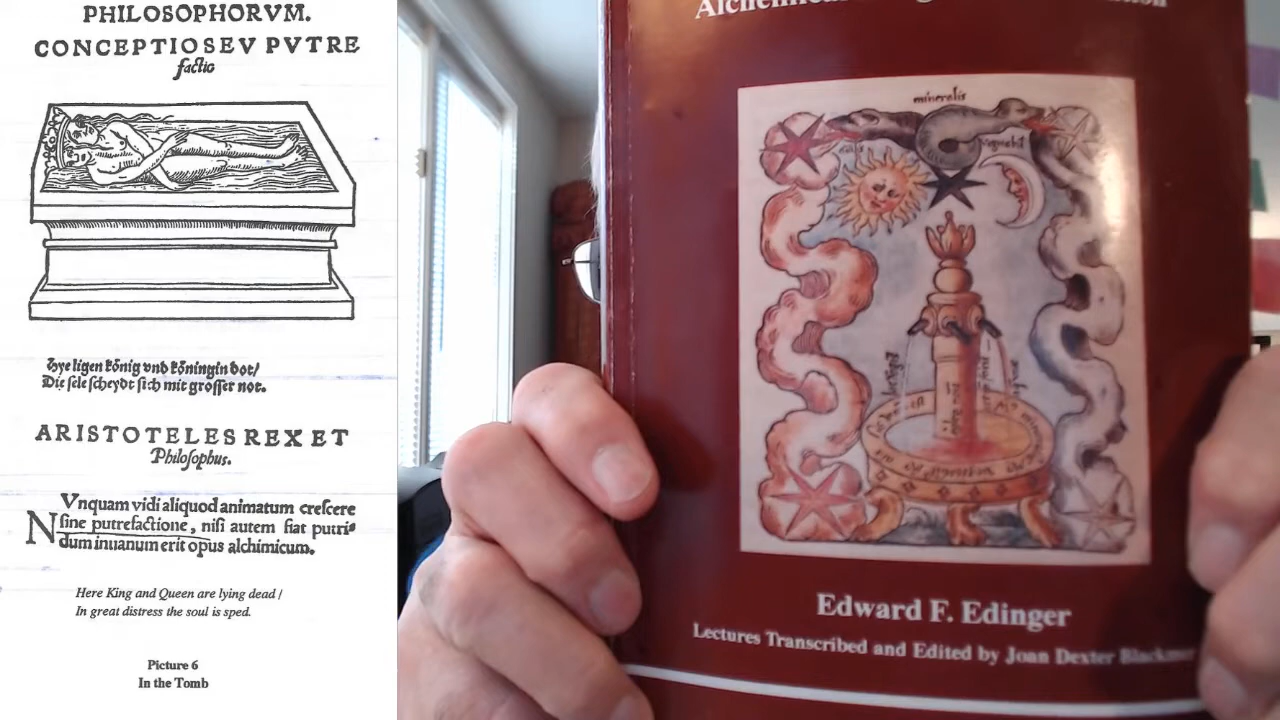 PHILOSOPHORVM.
CONCEPTIO SEV PVTRE
factio
Hye ligen könig vnd köningin dot/
Die sele scheydt sich mit grosser not.
ARISTOTELES REX ET
Philosophus.
Nvnquam vidi aliquod animatum crescere
sine putrefactione, nisi autem fiat putri⸗
dum inuanum erit opus alchimicum.
Here King and Queen are lying dead /
In great distress the soul is sped.
Picture 6
In the Tomb
mineralis
Edward F. Edinger
Lectures Transcribed and Edited by Joan Dexter